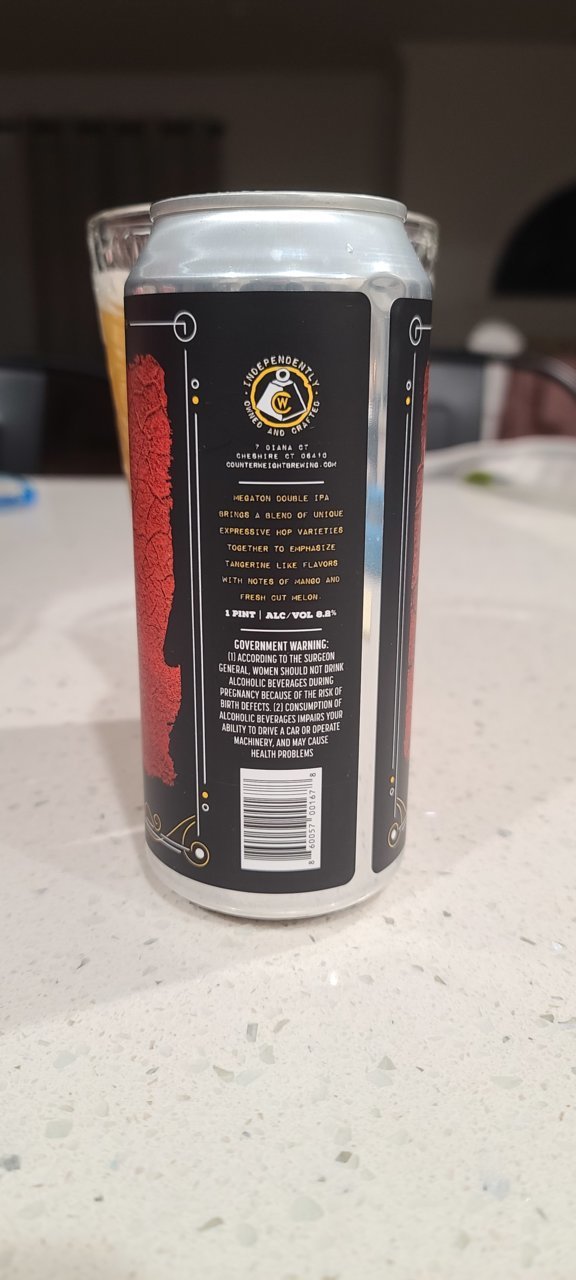 INDEPENDENTLY
CW
OWNED AND CRAFTED
7 DIANA CT
CHESHIRE CT 06410
COUNTERWEIGHTBREWING.COM
MEGATON DOUBLE IPA
BRINGS A BLEND OF UNIQUE
EXPRESSIVE HOP VARIETIES
TOGETHER TO EMPHASIZE
TANGERINE LIKE FLAVORS
WITH NOTES OF MANGO AND
FRESH CUT MELON.
1 PINT | ALC/VOL 8.2%
GOVERNMENT WARNING:
(1) ACCORDING TO THE SURGEON
GENERAL, WOMEN SHOULD NOT DRINK
ALCOHOLIC BEVERAGES DURING
PREGNANCY BECAUSE OF THE RISK OF
BIRTH DEFECTS. (2) CONSUMPTION OF
ALCOHOLIC BEVERAGES IMPAIRS YOUR
ABILITY TO DRIVE A CAR OR OPERATE
MACHINERY, AND MAY CAUSE
HEALTH PROBLEMS
8 60057 00167 8